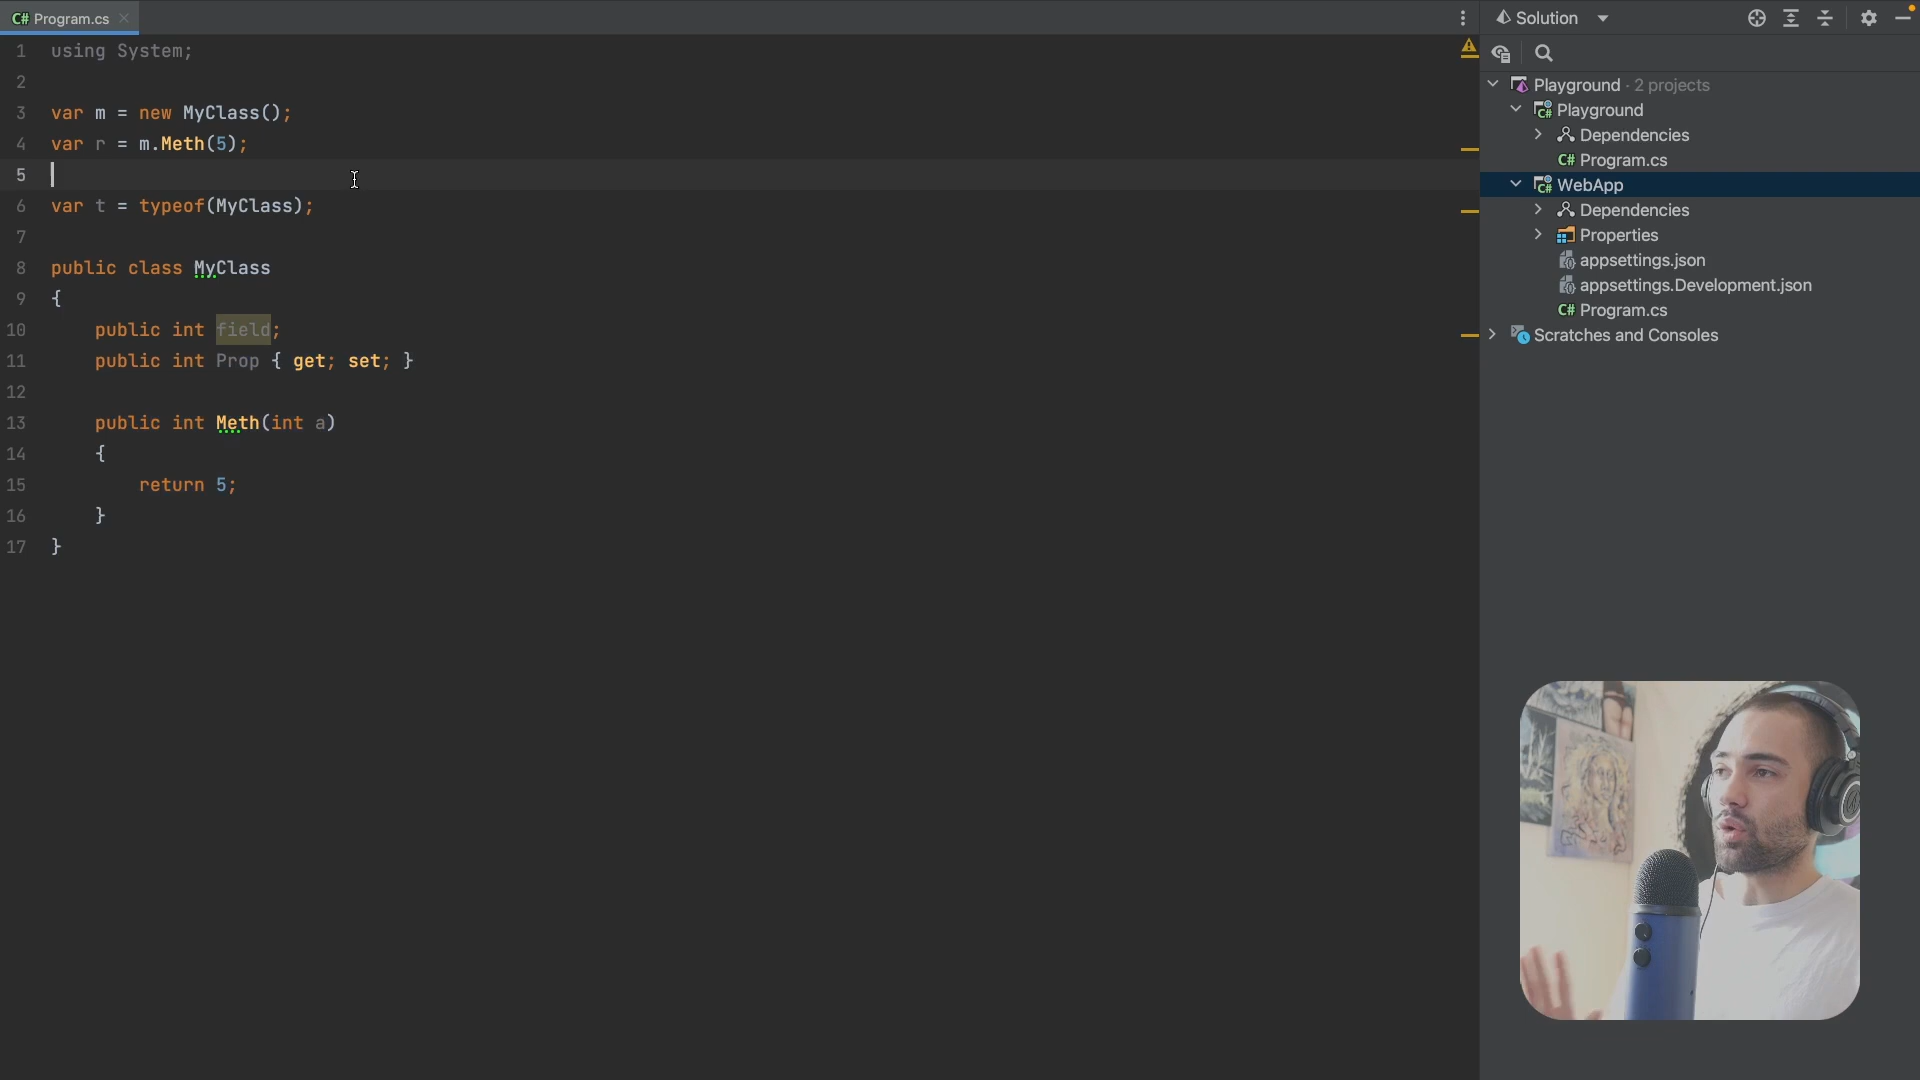 C# Program.cs
1 using System;
2
3 var m = new MyClass();
4 var r = m.Meth(5);
5
6 var t = typeof(MyClass);
7
8 public class MyClass
9 {
10 public int field;
11 public int Prop { get; set; }
12
13 public int Meth(int a)
14 {
15 return 5;
16 }
17 }
Solution
Playground · 2 projects
C# Playground
Dependencies
C# Program.cs
C# WebApp
Dependencies
Properties
appsettings.json
appsettings.Development.json
C# Program.cs
Scratches and Consoles